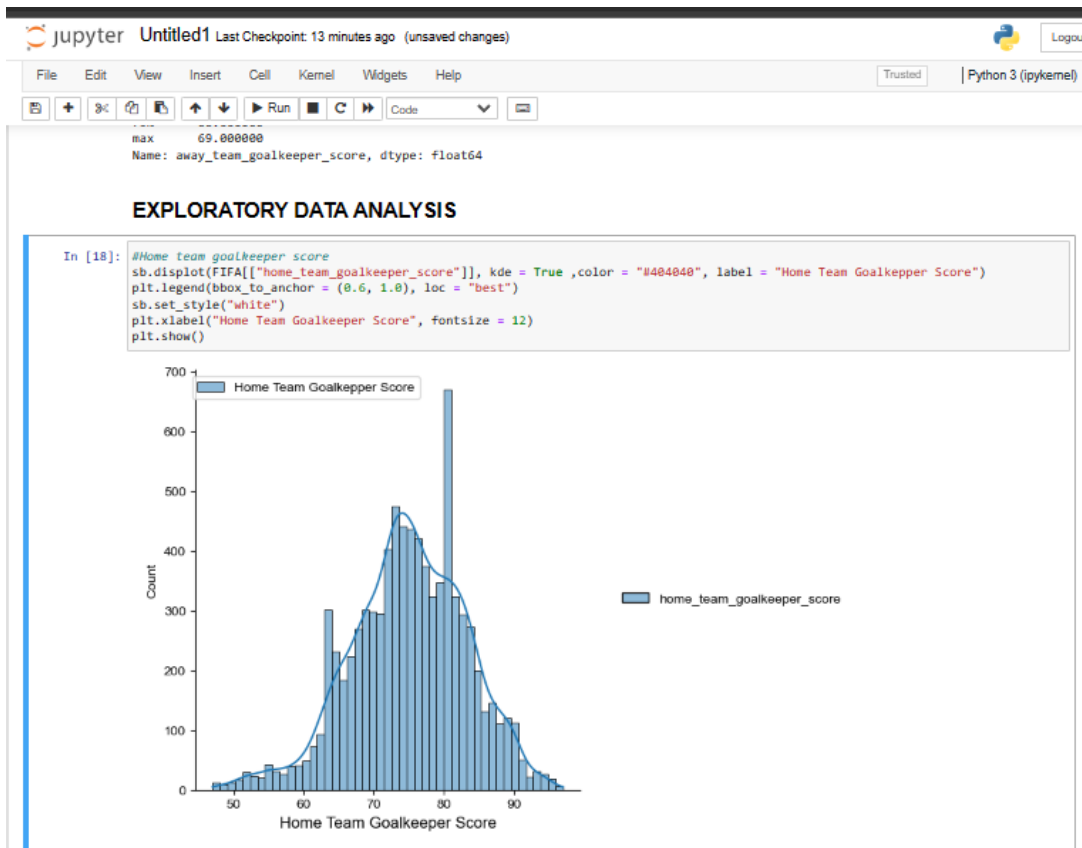 jupyter Untitled1 Last Checkpoint: 13 minutes ago (unsaved changes)
Logou
File Edit View Insert Cell Kernel Widgets Help
Trusted
Python 3 (ipykernel)
Run
Code
max 69.000000
Name: away_team_goalkeeper_score, dtype: float64
EXPLORATORY DATA ANALYSIS
In [18]:
#Home team goalkeeper score
sb.displot(FIFA[["home_team_goalkeeper_score"]], kde = True ,color = "#404040", label = "Home Team Goalkepper Score")
plt.legend(bbox_to_anchor = (0.6, 1.0), loc = "best")
sb.set_style("white")
plt.xlabel("Home Team Goalkeeper Score", fontsize = 12)
plt.show()
700
Home Team Goalkepper Score
600
500
400
Count
300
home_team_goalkeeper_score
200
100
0
50 60 70 80 90
Home Team Goalkeeper Score